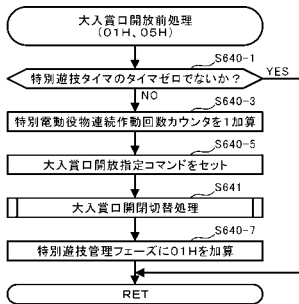 大入賞口開放前処理
(01H、05H)
S640-1
特別遊技タイマのタイマゼロでないか？
YES
NO
S640-3
特別電動役物連続作動回数カウンタを1加算
S640-5
大入賞口開放指定コマンドをセット
S641
大入賞口開閉切替処理
S640-7
特別遊技管理フェーズに01Hを加算
RET